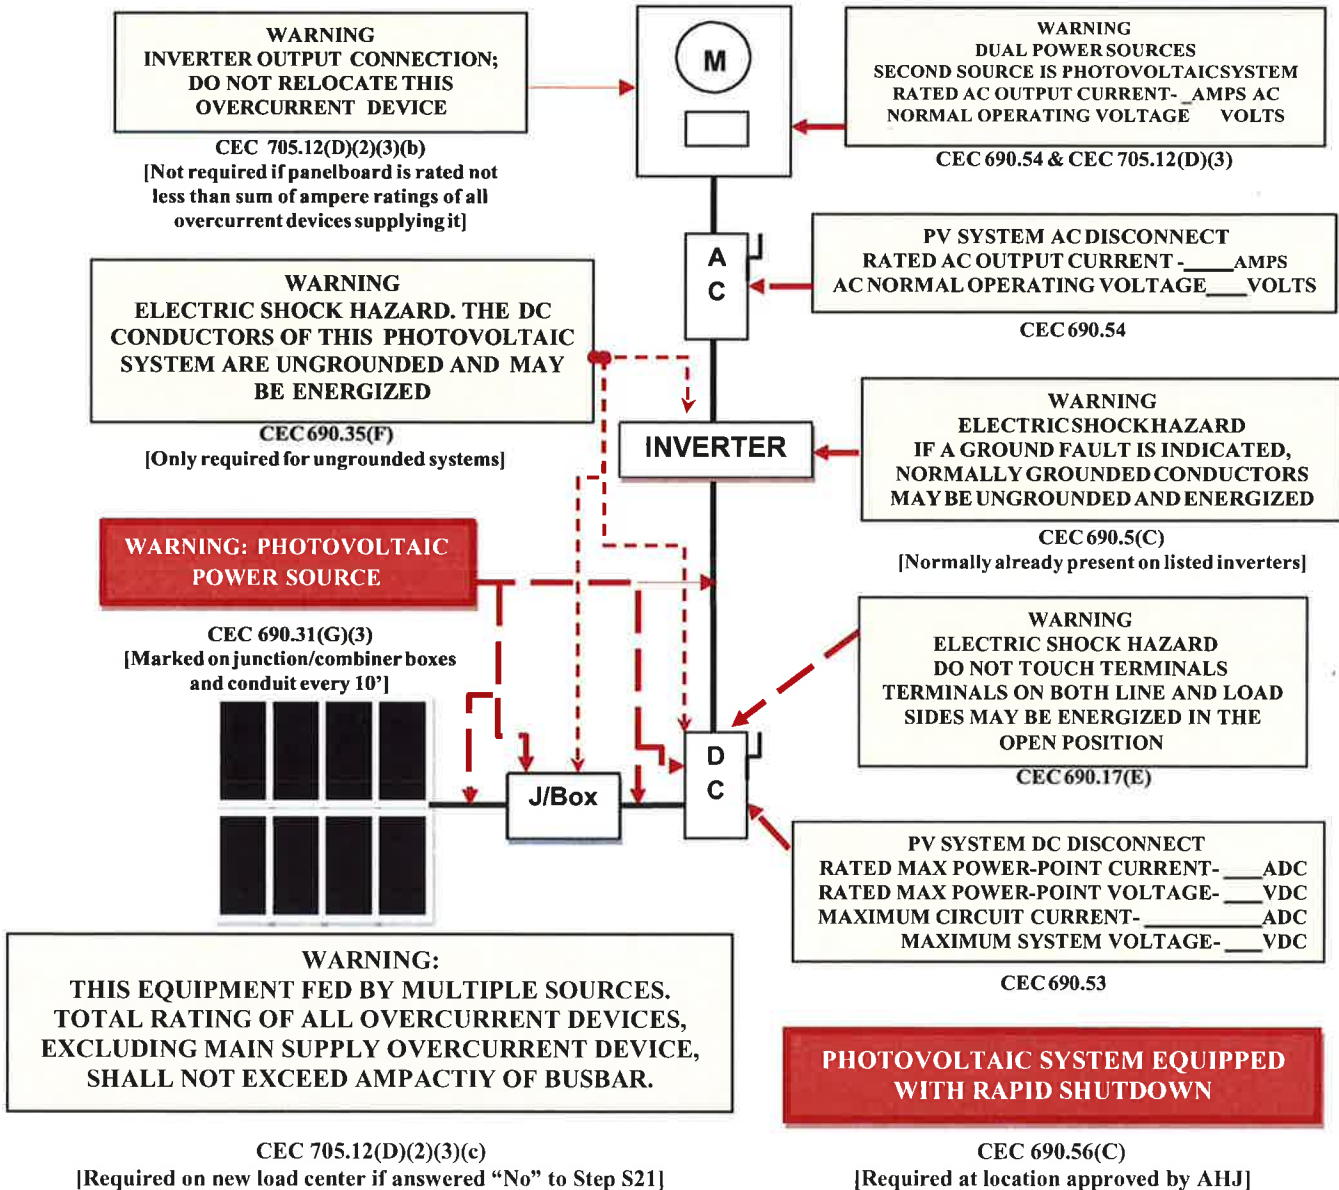 WARNING
INVERTER OUTPUT CONNECTION;
DO NOT RELOCATE THIS
OVERCURRENT DEVICE
CEC 705.12(D)(2)(3)(b)
[Not required if panelboard is rated not
less than sum of ampere ratings of all
overcurrent devices supplying it]
M
WARNING
DUAL POWER SOURCES
SECOND SOURCE IS PHOTOVOLTAIC SYSTEM
RATED AC OUTPUT CURRENT-_AMPS AC
NORMAL OPERATING VOLTAGE VOLTS
CEC 690.54 & CEC 705.12(D)(3)
A
C
PV SYSTEM AC DISCONNECT
RATED AC OUTPUT CURRENT -____AMPS
AC NORMAL OPERATING VOLTAGE___VOLTS
CEC 690.54
WARNING
ELECTRIC SHOCK HAZARD. THE DC
CONDUCTORS OF THIS PHOTOVOLTAIC
SYSTEM ARE UNGROUNDED AND MAY
BE ENERGIZED
CEC 690.35(F)
[Only required for ungrounded systems]
INVERTER
WARNING
ELECTRIC SHOCK HAZARD
IF A GROUND FAULT IS INDICATED,
NORMALLY GROUNDED CONDUCTORS
MAY BE UNGROUNDED AND ENERGIZED
CEC 690.5(C)
[Normally already present on listed inverters]
WARNING: PHOTOVOLTAIC
POWER SOURCE
CEC 690.31(G)(3)
[Marked on junction/combiner boxes
and conduit every 10’]
WARNING
ELECTRIC SHOCK HAZARD
DO NOT TOUCH TERMINALS
TERMINALS ON BOTH LINE AND LOAD
SIDES MAY BE ENERGIZED IN THE
OPEN POSITION
CEC 690.17(E)
D
C
J/Box
PV SYSTEM DC DISCONNECT
RATED MAX POWER-POINT CURRENT- ___ADC
RATED MAX POWER-POINT VOLTAGE- ___VDC
MAXIMUM CIRCUIT CURRENT- _________ADC
MAXIMUM SYSTEM VOLTAGE- ___VDC
CEC 690.53
WARNING:
THIS EQUIPMENT FED BY MULTIPLE SOURCES.
TOTAL RATING OF ALL OVERCURRENT DEVICES,
EXCLUDING MAIN SUPPLY OVERCURRENT DEVICE,
SHALL NOT EXCEED AMPACTIY OF BUSBAR.
CEC 705.12(D)(2)(3)(c)
[Required on new load center if answered “No” to Step S21]
PHOTOVOLTAIC SYSTEM EQUIPPED
WITH RAPID SHUTDOWN
CEC 690.56(C)
[Required at location approved by AHJ]